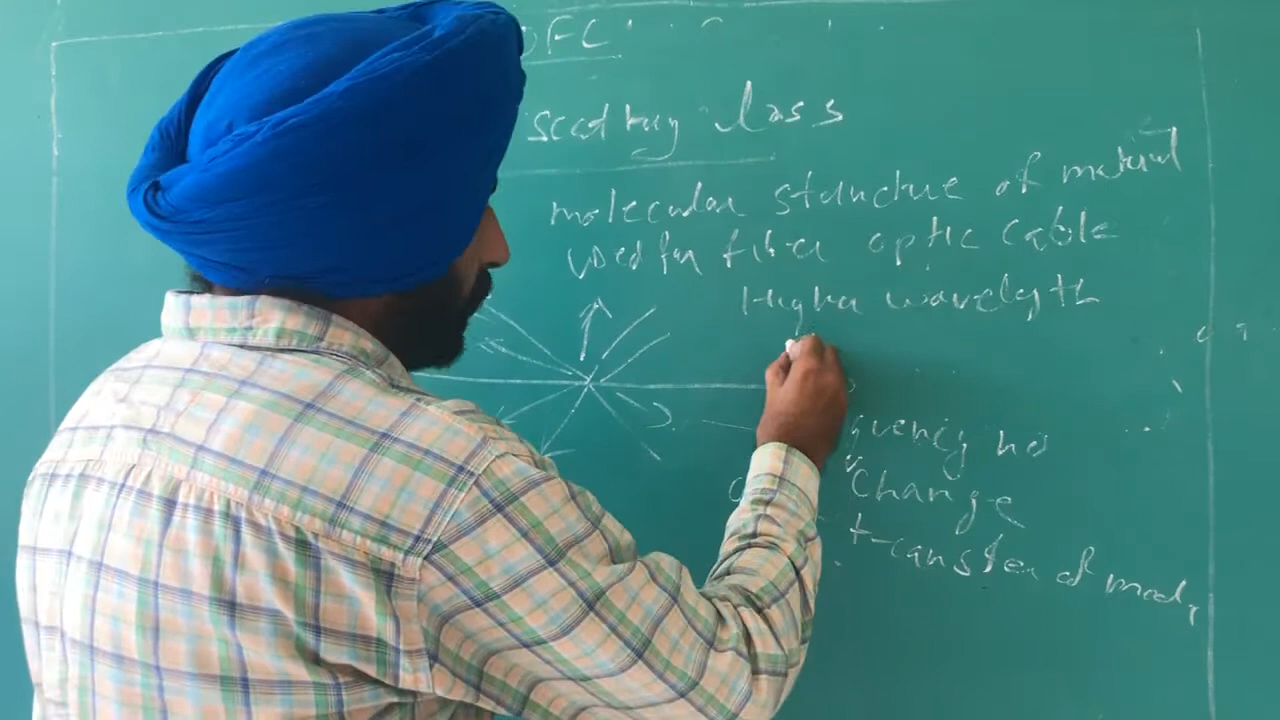 OFC
Scattering loss
molecular structure of material
used for fiber optic cable
Higher wavelength
quency no
change
transfer of mode